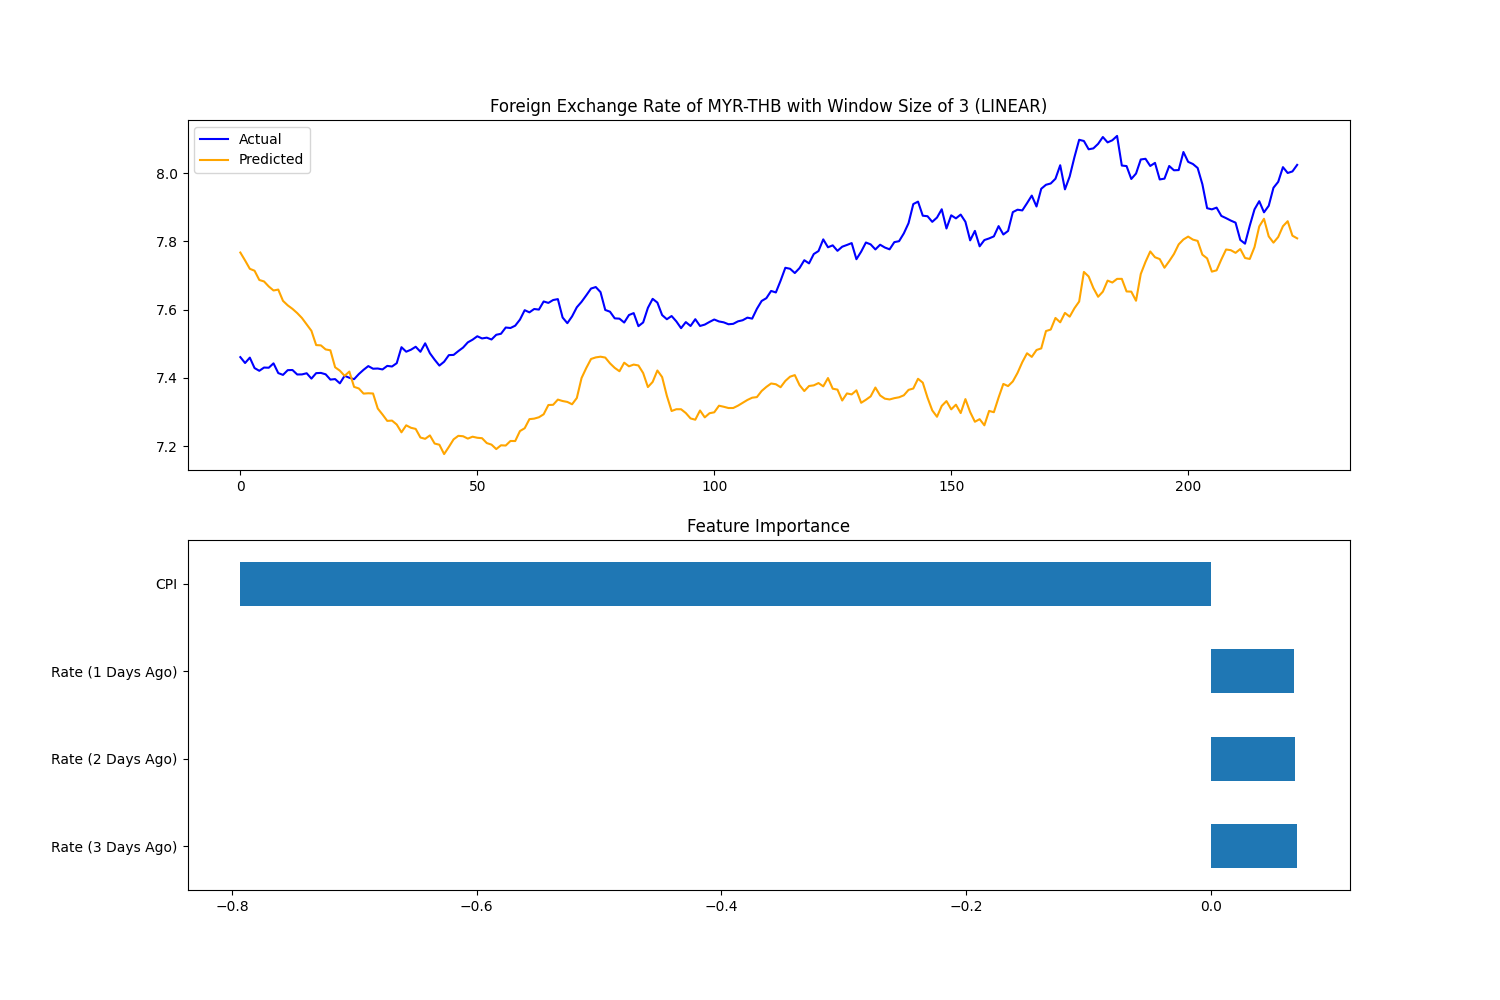 Foreign Exchange Rate of MYR-THB with Window Size of 3 (LINEAR)
Actual
Predicted
8.0
7.8
7.6
7.4
7.2
0 50 100 150 200
Feature Importance
CPI
Rate (1 Days Ago)
Rate (2 Days Ago)
Rate (3 Days Ago)
−0.8 −0.6 −0.4 −0.2 0.0